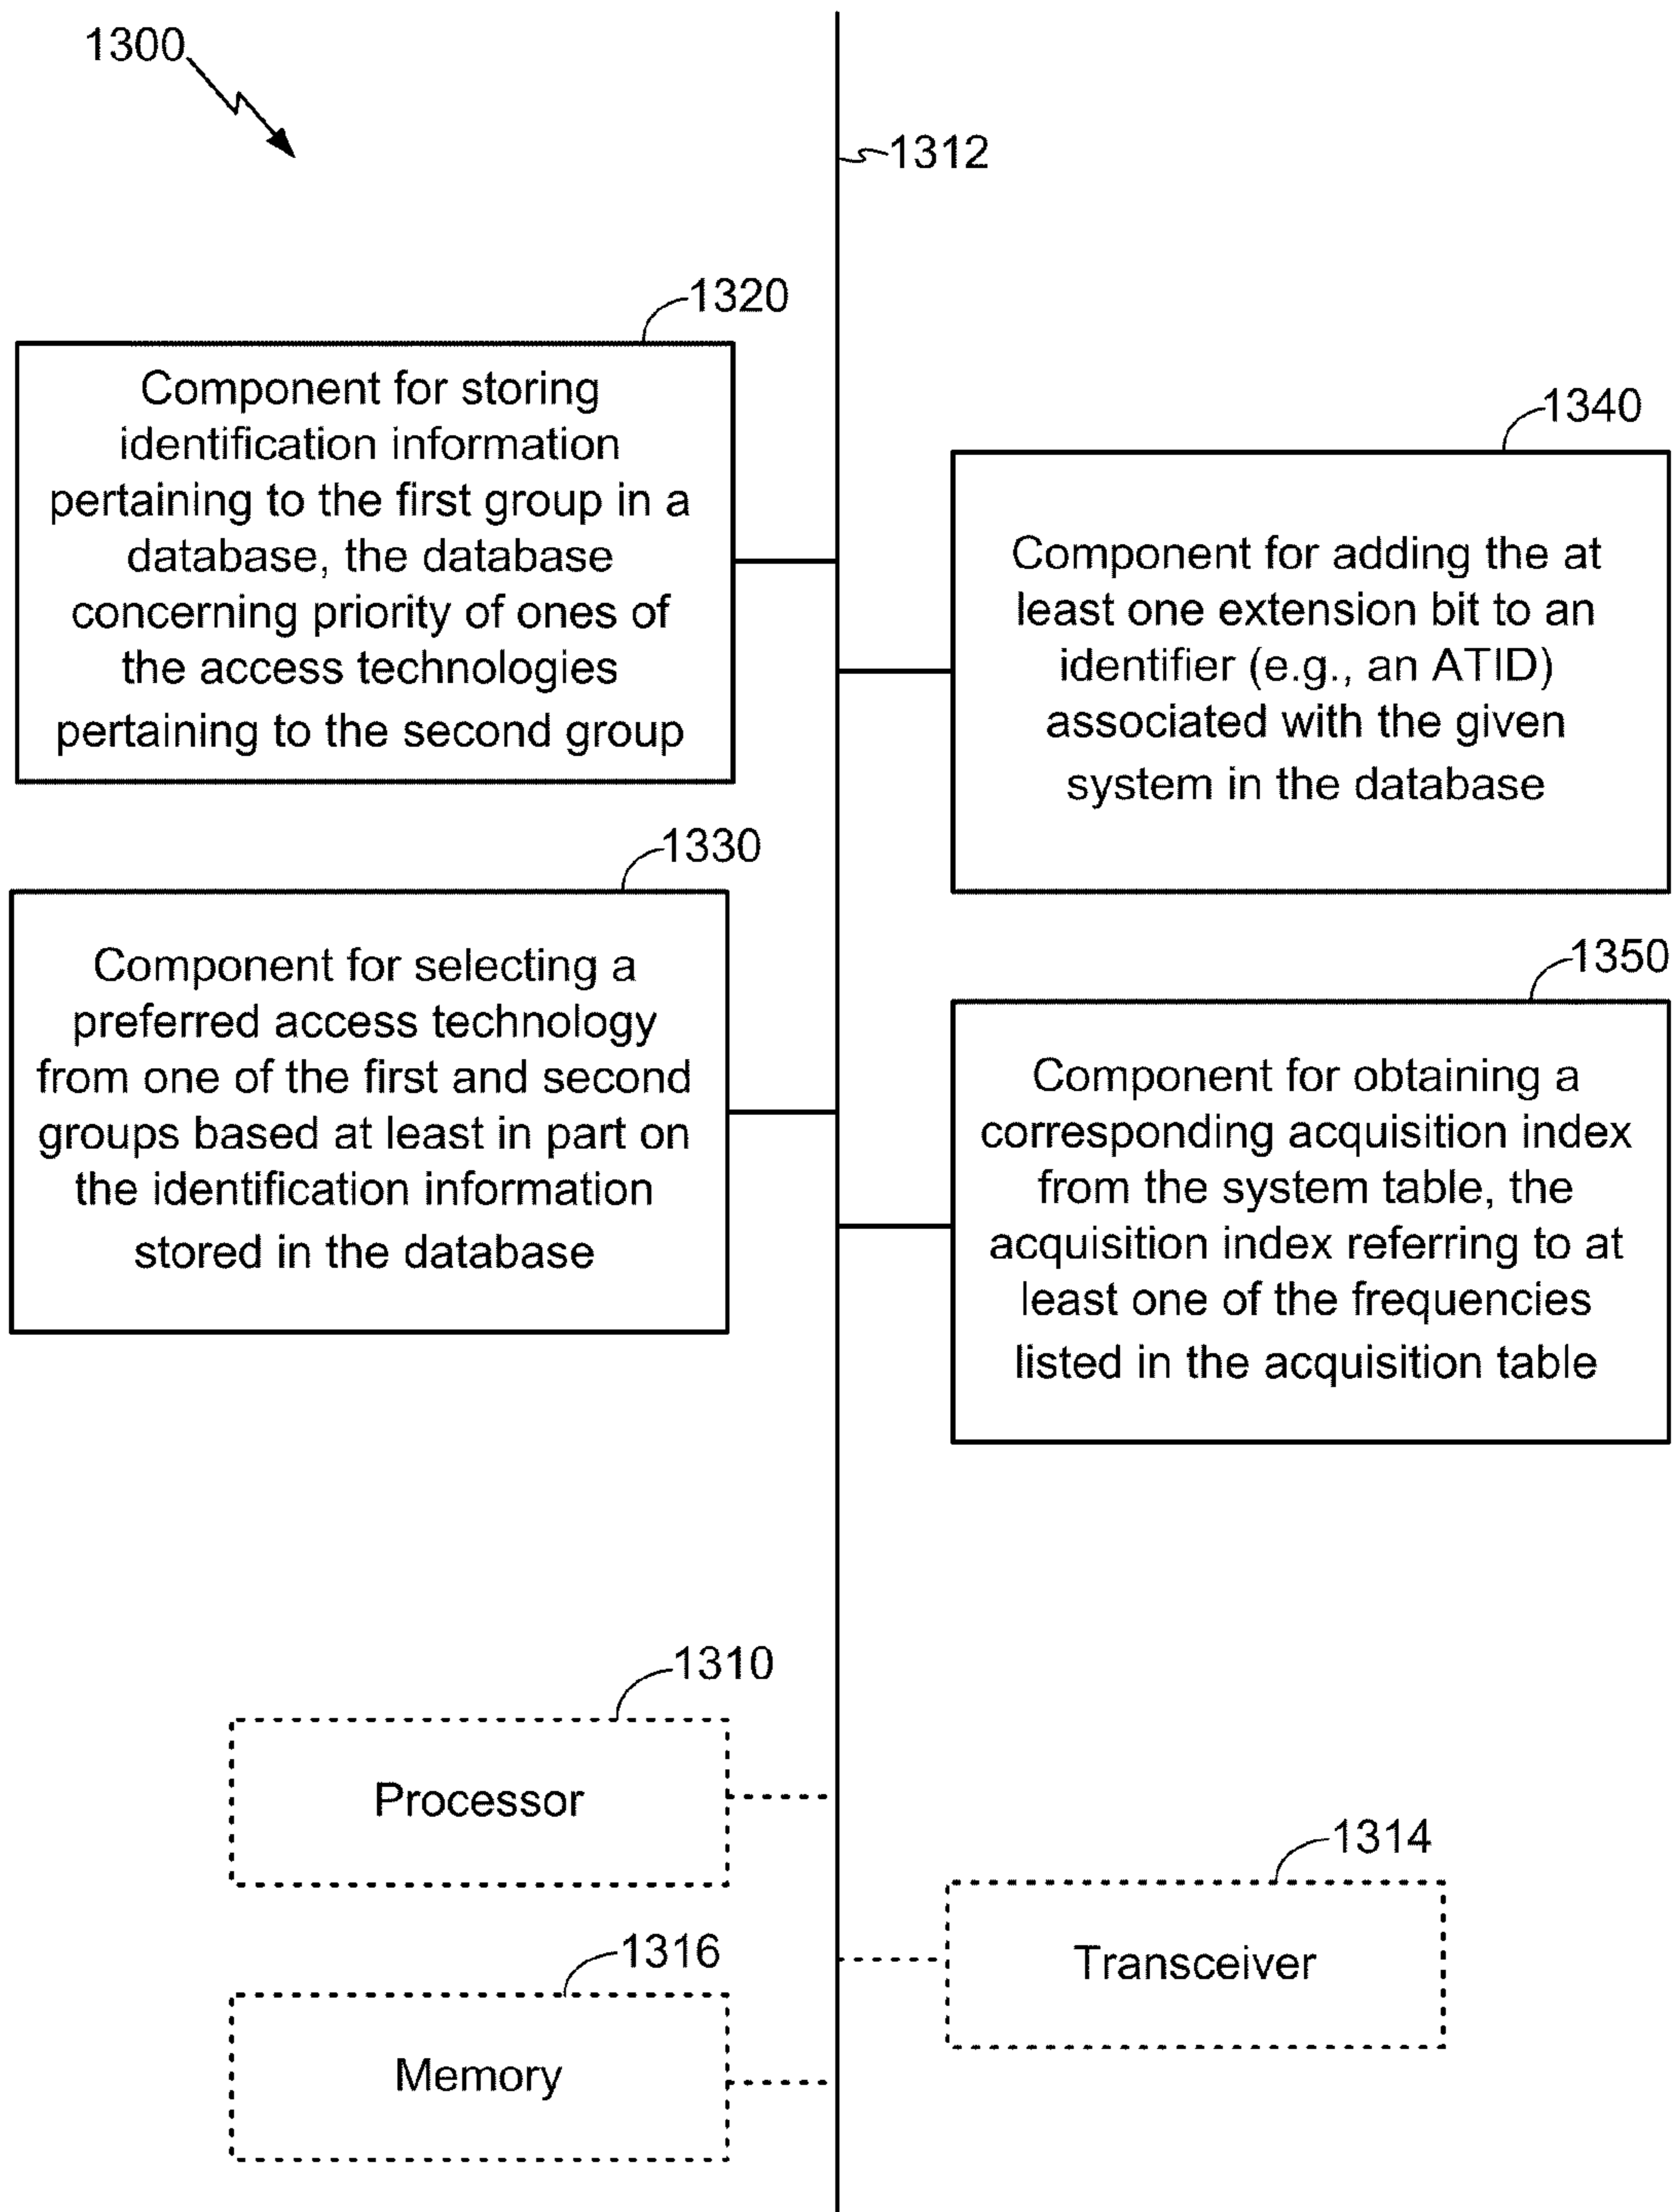 1300
1312
1320
Component for storing
identification information
pertaining to the first group in a
database, the database
concerning priority of ones of
the access technologies
pertaining to the second group
1340
Component for adding the at
least one extension bit to an
identifier (e.g., an ATID)
associated with the given
system in the database
1330
Component for selecting a
preferred access technology
from one of the first and second
groups based at least in part on
the identification information
stored in the database
1350
Component for obtaining a
corresponding acquisition index
from the system table, the
acquisition index referring to at
least one of the frequencies
listed in the acquisition table
1310
Processor
1314
Transceiver
1316
Memory